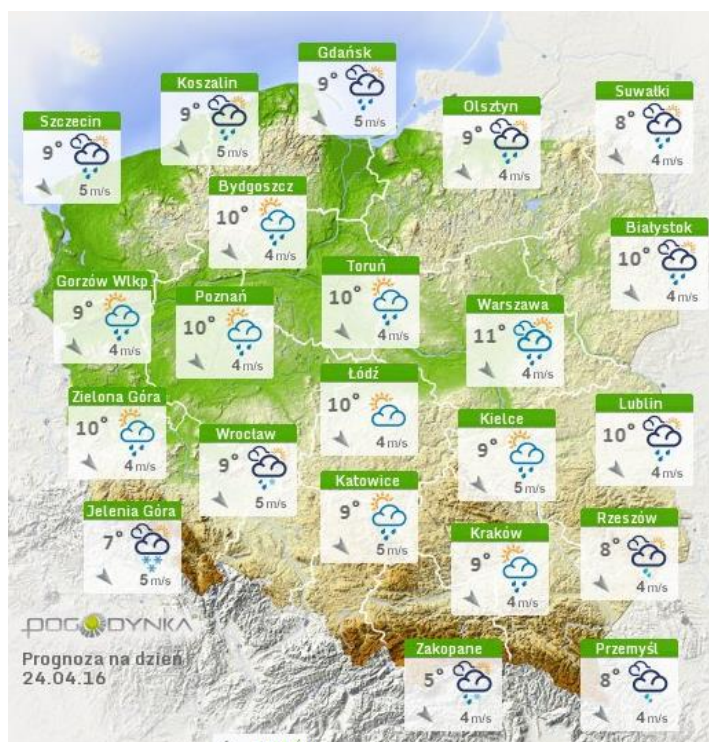 Gdańsk
9°
5 m/s
Koszalin
9°
5 m/s
Suwałki
8°
4 m/s
Olsztyn
9°
4 m/s
Szczecin
9°
5 m/s
Bydgoszcz
10°
4 m/s
Białystok
10°
4 m/s
Toruń
10°
4 m/s
Gorzów Wlkp
9°
4 m/s
Poznań
10°
4 m/s
Warszawa
11°
4 m/s
Łódź
10°
4 m/s
Zielona Góra
10°
4 m/s
Lublin
10°
4 m/s
Kielce
9°
5 m/s
Wrocław
9°
5 m/s
Katowice
9°
5 m/s
Jelenia Góra
7°
5 m/s
Rzeszów
8°
4 m/s
Kraków
9°
4 m/s
POGODYNKA
Prognoza na dzień
24.04.16
Zakopane
5°
4 m/s
Przemyśl
8°
4 m/s